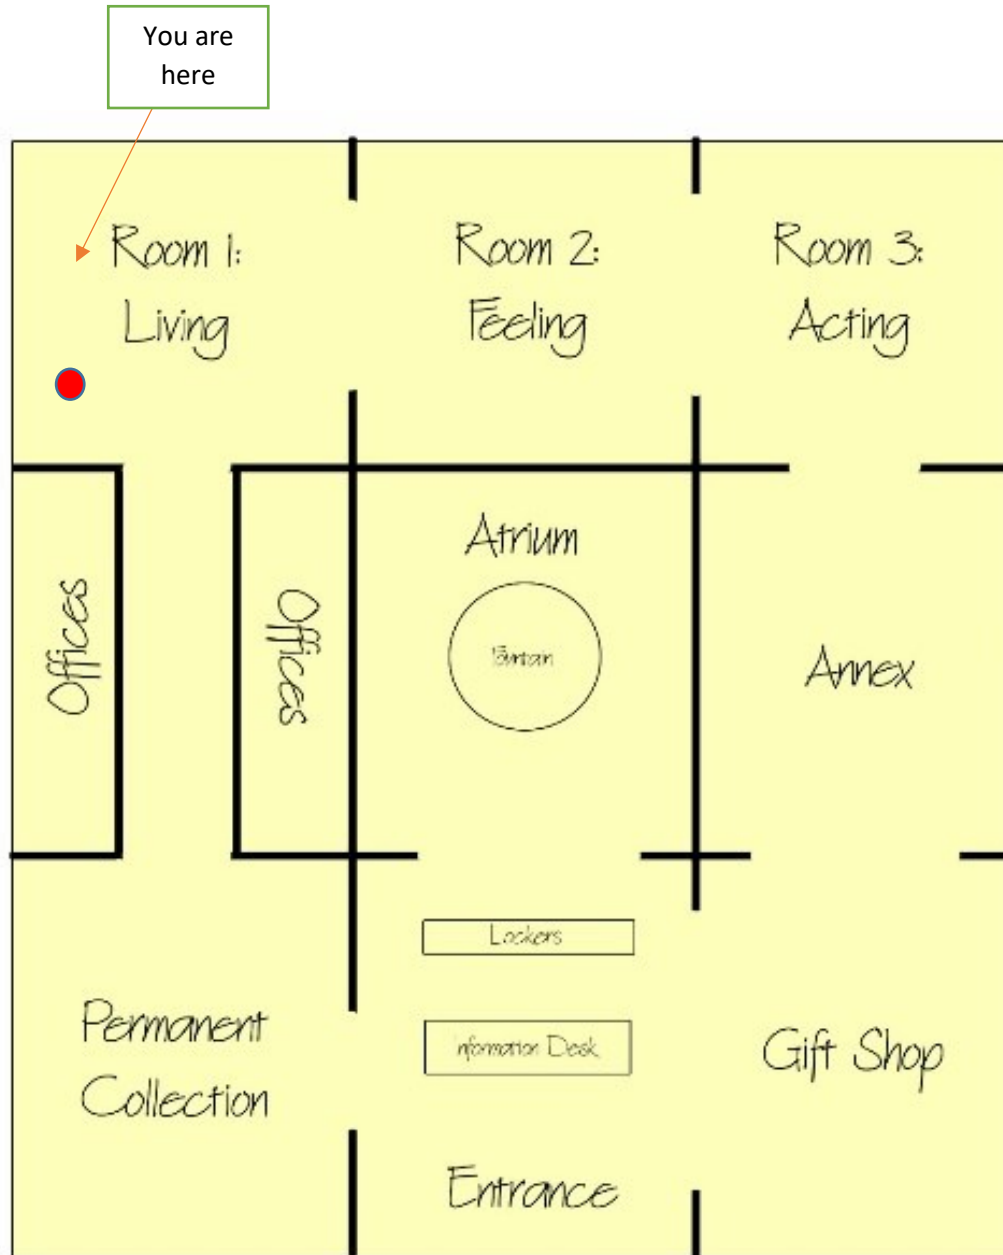 You are
here
Room 1:
Living
Room 2:
Feeling
Room 3:
Acting
Offices
Offices
Atrium
Fountain
Annex
Lockers
Permanent
Collection
Information Desk
Gift Shop
Entrance